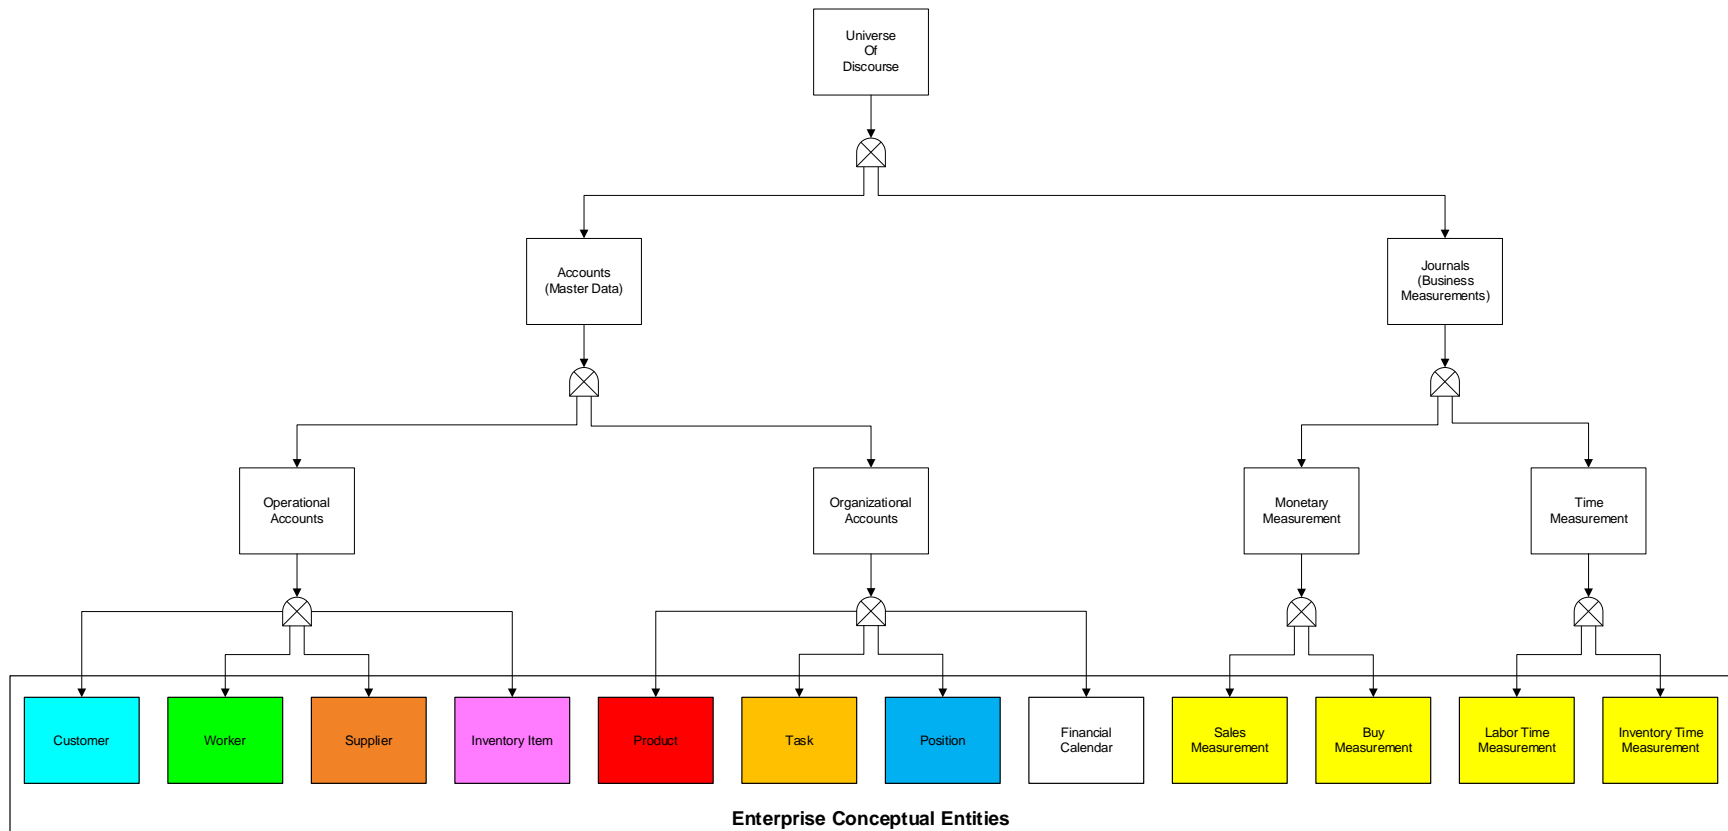 Universe
Of
Discourse
Accounts
(Master Data)
Journals
(Business
Measurements)
Operational
Accounts
Organizational
Accounts
Monetary
Measurement
Time
Measurement
Customer
Worker
Supplier
Inventory Item
Product
Task
Position
Financial
Calendar
Sales
Measurement
Buy
Measurement
Labor Time
Measurement
Inventory Time
Measurement
Enterprise Conceptual Entities